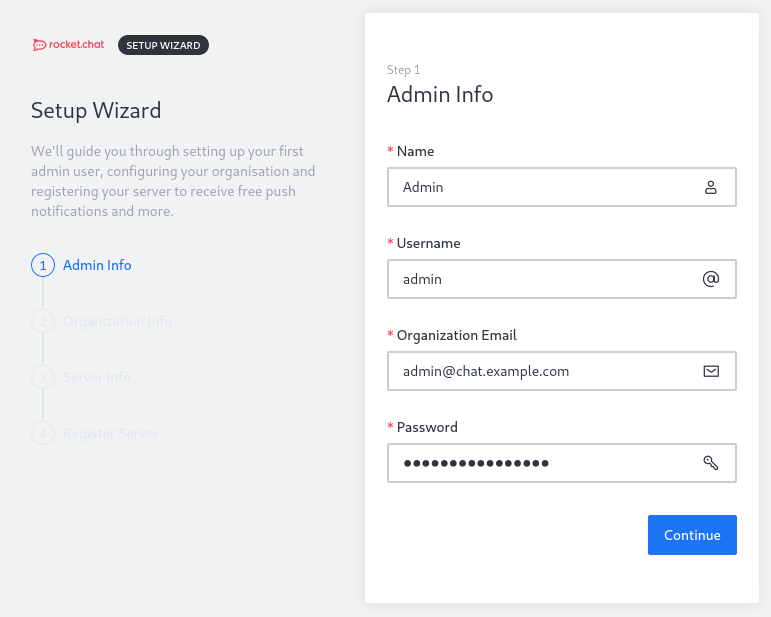 rocket.chat SETUP WIZARD
Setup Wizard
We'll guide you through setting up your first
admin user, configuring your organisation and
registering your server to receive free push
notifications and more.
1 Admin Info
2 Organization Info
3 Server Info
4 Register Server
Step 1
Admin Info
* Name
Admin
* Username
admin
* Organization Email
admin@chat.example.com
* Password
●●●●●●●●●●●●●●●●
Continue